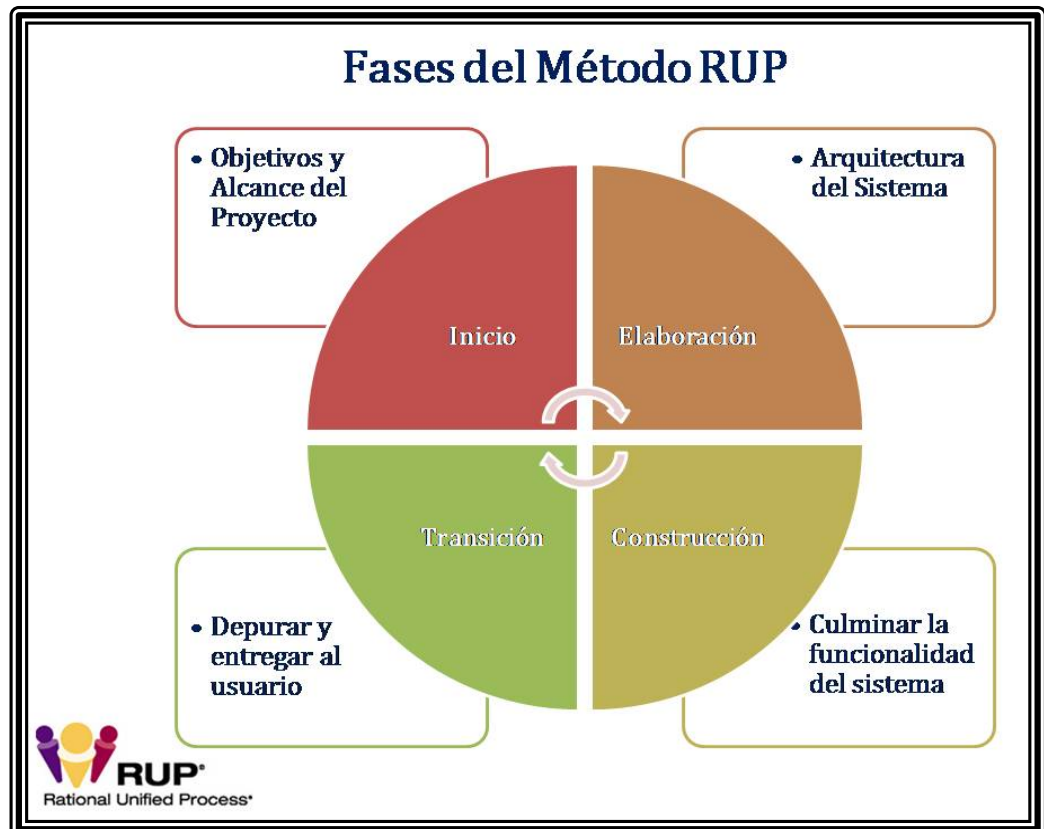 Fases del Método RUP
• Objetivos y
Alcance del
Proyecto
• Arquitectura
del Sistema
Inicio
Elaboración
Transición
Construcción
• Depurar y
entregar al
usuario
• Culminar la
funcionalidad
del sistema
RUP®
Rational Unified Process®